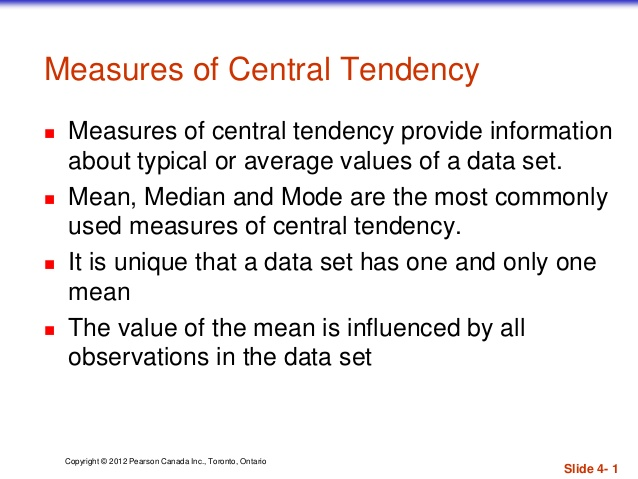 Measures of Central Tendency
Measures of central tendency provide information
about typical or average values of a data set.
Mean, Median and Mode are the most commonly
used measures of central tendency.
It is unique that a data set has one and only one
mean
The value of the mean is influenced by all
observations in the data set
Copyright © 2012 Pearson Canada Inc., Toronto, Ontario
Slide 4- 1